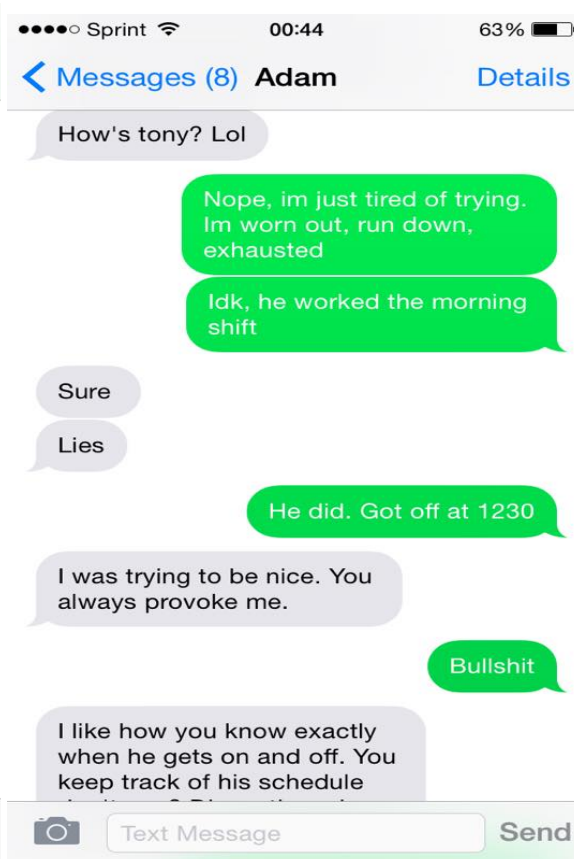 Sprint 00:44 63%
Messages (8) Adam Details
How's tony? Lol
Nope, im just tired of trying.
Im worn out, run down,
exhausted
Idk, he worked the morning
shift
Sure
Lies
He did. Got off at 1230
I was trying to be nice. You
always provoke me.
Bullshit
I like how you know exactly
when he gets on and off. You
keep track of his schedule
Text Message Send